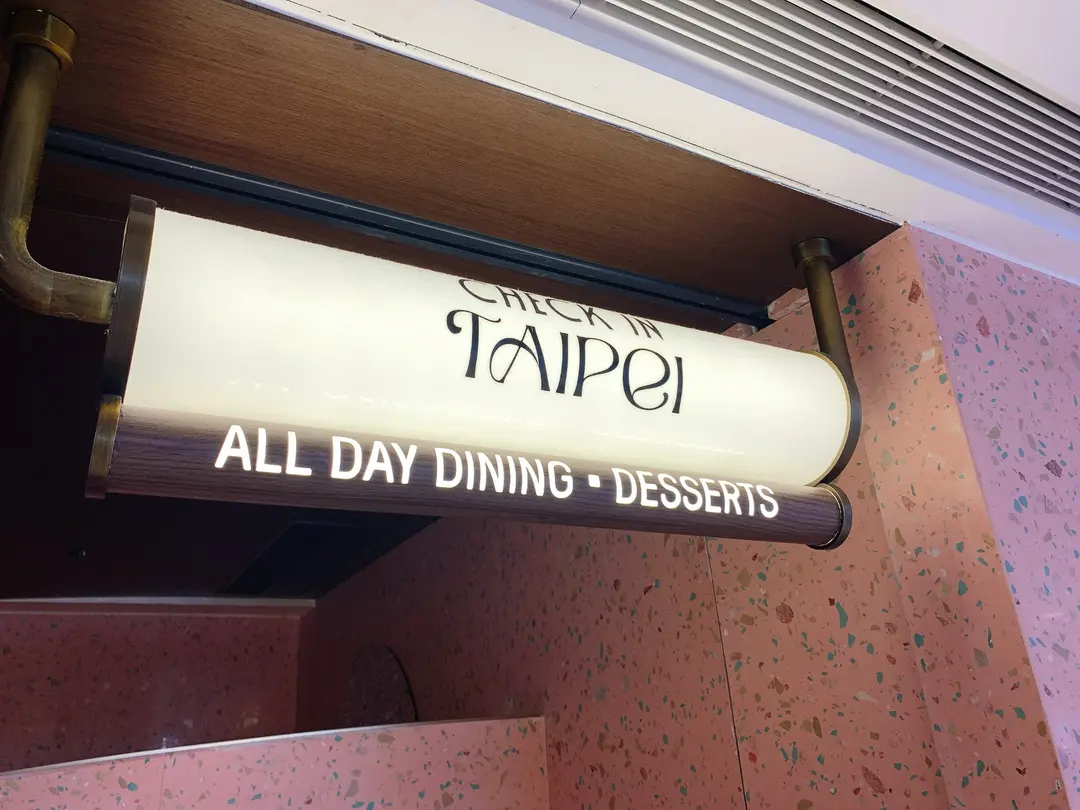 CHECK IN
TAIPEI
ALL DAY DINING ▪ DESSERTS